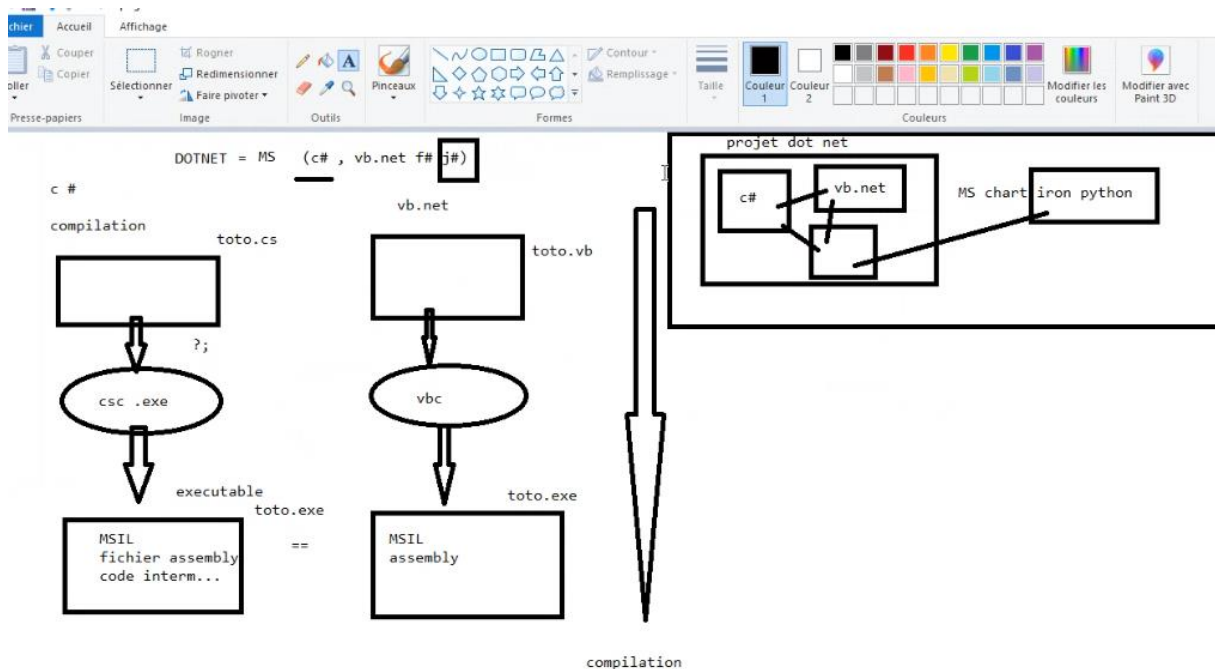 chier Accueil Affichage
Couper
Copier
oller
Presse-papiers
Sélectionner
Rogner
Redimensionner
Faire pivoter
Image
A
Outils
Pinceaux
Contour
Remplissage
Formes
Taille
Couleur 1
Couleur 2
Modifier les couleurs
Modifier avec Paint 3D
Couleurs
DOTNET = MS (c# , vb.net f# j#)
c #
compilation
toto.cs
?;
csc .exe
executable
toto.exe
MSIL
fichier assembly
code interm...
==
vb.net
toto.vb
vbc
toto.exe
MSIL
assembly
compilation
projet dot net
c#
vb.net
MS chart iron python